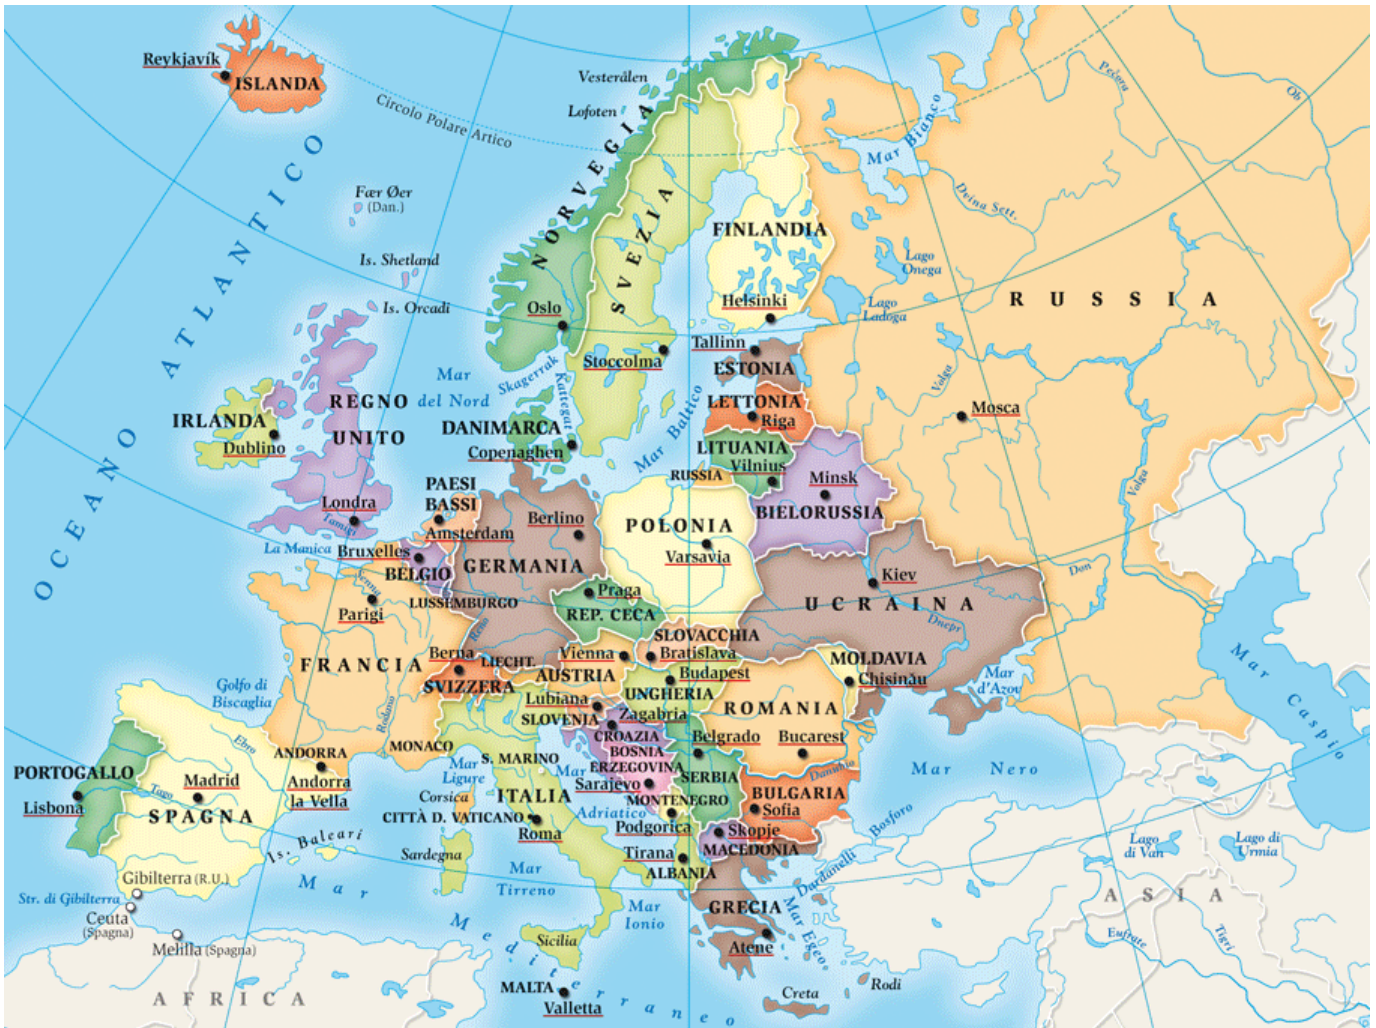 Reykjavík
ISLANDA
Circolo Polare Artico
Vesterålen
Lofoten
NORVEGIA
SVEZIA
FINLANDIA
Helsinki
Oslo
Stoccolma
Mar Bianco
Pečora
Ob
Dvina Sett.
Lago
Onega
Lago
Ladoga
RUSSIA
Volga
Mosca
Volga
OCEANO ATLANTICO
Fær Øer
(Dan.)
Is. Shetland
Is. Orcadi
Mar
del Nord
Skagerrak
Kattegat
Mar Baltico
Tallinn
ESTONIA
LETTONIA
Riga
LITUANIA
Vilnius
RUSSIA
Minsk
BIELORUSSIA
IRLANDA
Dublino
REGNO
UNITO
Londra
Tamigi
La Manica
DANIMARCA
Copenaghen
PAESI
BASSI
Amsterdam
Bruxelles
BELGIO
LUSSEMBURGO
Berlino
GERMANIA
Reno
POLONIA
Varsavia
Praga
REP. CECA
Kiev
UCRAINA
Dnepr
Don
Senna
Parigi
FRANCIA
Rodano
Golfo di
Biscaglia
Berna
LIECHT.
SVIZZERA
Vienna
AUSTRIA
SLOVACCHIA
Bratislava
Budapest
UNGHERIA
MOLDAVIA
Chisinău
Mar
d'Azov
Mar Caspio
Lubiana
SLOVENIA
Zagabria
CROAZIA
BOSNIA
ERZEGOVINA
Sarajevo
ROMANIA
Bucarest
Danubio
Belgrado
SERBIA
MONTENEGRO
Podgorica
BULGARIA
Sofia
Skopje
MACEDONIA
Tirana
ALBANIA
Mar Nero
Bosforo
Dardanelli
PORTOGALLO
Lisbona
Madrid
SPAGNA
Tago
Ebro
ANDORRA
Andorra
la Vella
MONACO
Mar
Ligure
S. MARINO
Corsica
ITALIA
CITTÀ D. VATICANO
Roma
Mar
Adriatico
Sardegna
Mar
Tirreno
Is. Baleari
Gibilterra (R.U.)
Str. di Gibilterra
Ceuta
(Spagna)
Melilla (Spagna)
AFRICA
Mar Mediterraneo
Sicilia
MALTA
Valletta
Mar
Ionio
GRECIA
Atene
Mar Egeo
Creta
Rodi
Lago
di Van
Lago di
Urmia
ASIA
Eufrate
Tigri